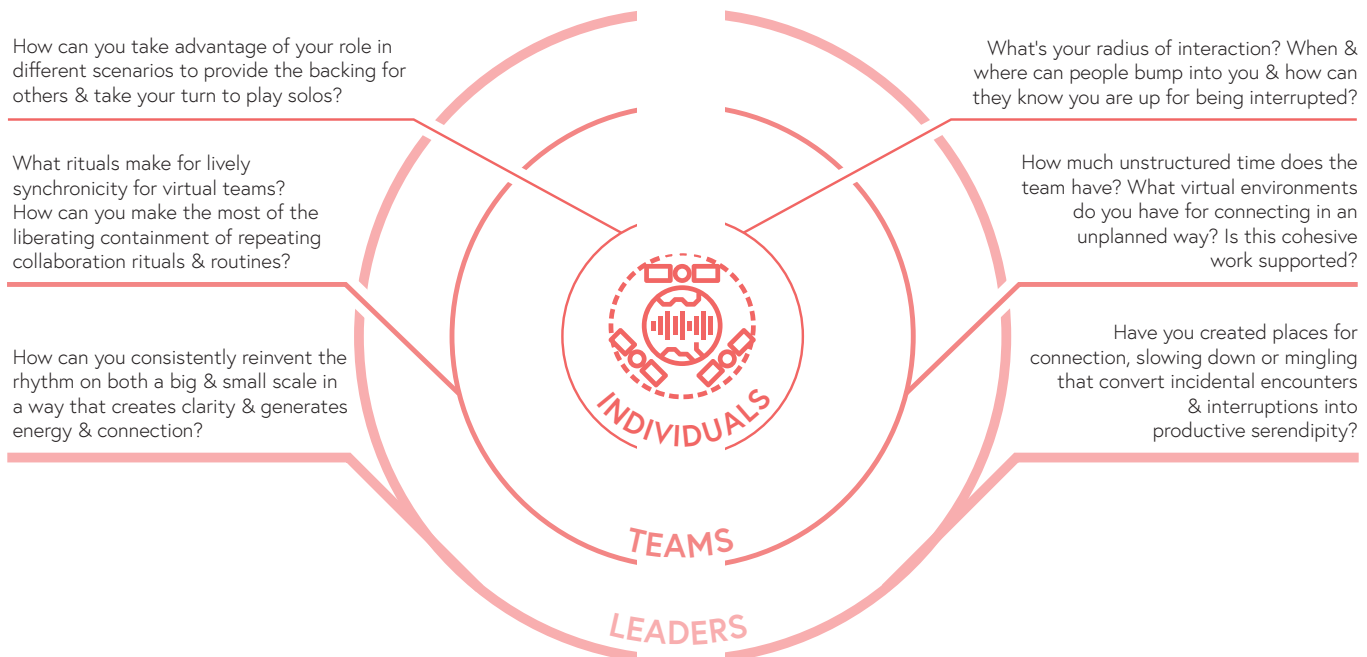 How can you take advantage of your role in
different scenarios to provide the backing for
others & take your turn to play solos?
What rituals make for lively
synchronicity for virtual teams?
How can you make the most of the
liberating containment of repeating
collaboration rituals & routines?
How can you consistently reinvent the
rhythm on both a big & small scale in
a way that creates clarity & generates
energy & connection?
What's your radius of interaction? When &
where can people bump into you & how can
they know you are up for being interrupted?
How much unstructured time does the
team have? What virtual environments
do you have for connecting in an
unplanned way? Is this cohesive
work supported?
Have you created places for
connection, slowing down or mingling
that convert incidental encounters
& interruptions into
productive serendipity?
INDIVIDUALS
TEAMS
LEADERS